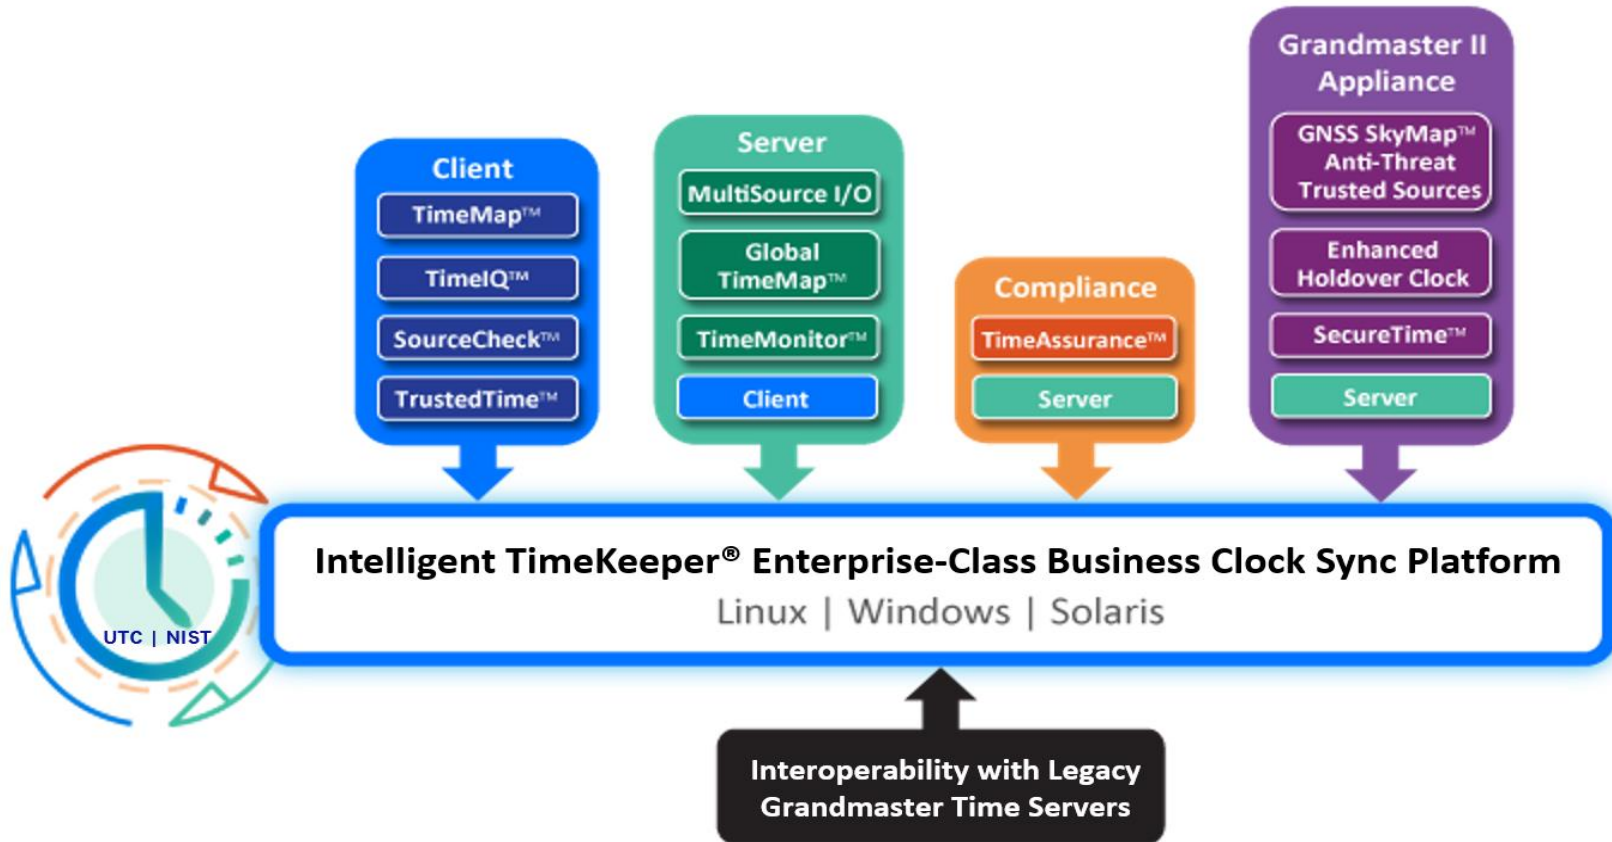 Client
TimeMap™
TimeIQ™
SourceCheck™
TrustedTime™
Server
MultiSource I/O
Global
TimeMap™
TimeMonitor™
Client
Compliance
TimeAssurance™
Server
Grandmaster II
Appliance
GNSS SkyMap™
Anti-Threat
Trusted Sources
Enhanced
Holdover Clock
SecureTime™
Server
UTC | NIST
Intelligent TimeKeeper® Enterprise-Class Business Clock Sync Platform
Linux | Windows | Solaris
Interoperability with Legacy
Grandmaster Time Servers